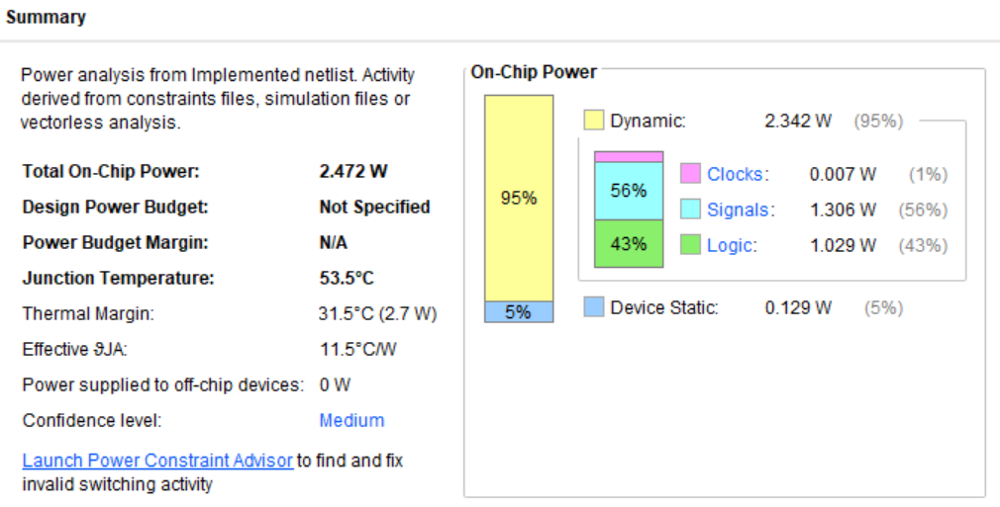 Summary
Power analysis from Implemented netlist. Activity
derived from constraints files, simulation files or
vectorless analysis.
Total On-Chip Power: 2.472 W
Design Power Budget: Not Specified
Power Budget Margin: N/A
Junction Temperature: 53.5°C
Thermal Margin: 31.5°C (2.7 W)
Effective ϑJA: 11.5°C/W
Power supplied to off-chip devices: 0 W
Confidence level: Medium
Launch Power Constraint Advisor to find and fix
invalid switching activity
On-Chip Power
95%
5%
Dynamic: 2.342 W (95%)
56%
43%
Clocks: 0.007 W (1%)
Signals: 1.306 W (56%)
Logic: 1.029 W (43%)
Device Static: 0.129 W (5%)